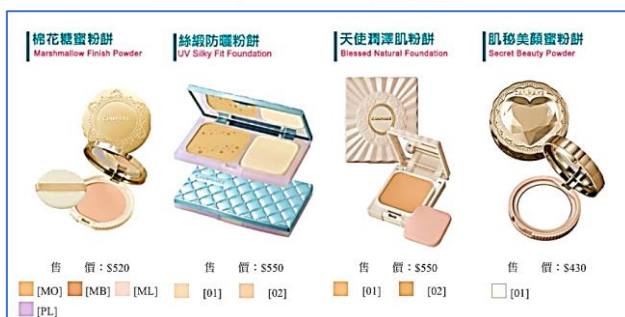 棉花糖蜜粉餅
Marshmallow Finish Powder
售 價：$520
[MO] [MB] [ML]
[PL]
絲緞防曬粉餅
UV Silky Fit Foundation
售 價：$550
[01] [02]
天使潤澤肌粉餅
Blessed Natural Foundation
售 價：$550
[01] [02]
肌秘美顏蜜粉餅
Secret Beauty Powder
售 價：$430
[01]